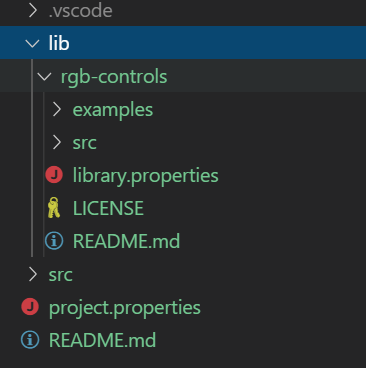 .vscode
lib
rgb-controls
examples
src
library.properties
LICENSE
README.md
src
project.properties
README.md